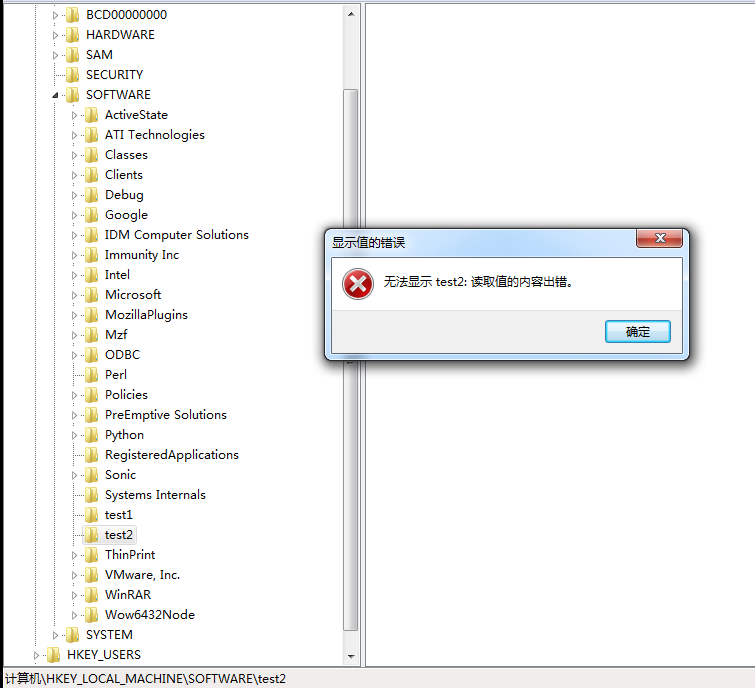 BCD00000000
HARDWARE
SAM
SECURITY
SOFTWARE
ActiveState
ATI Technologies
Classes
Clients
Debug
Google
IDM Computer Solutions
Immunity Inc
Intel
Microsoft
MozillaPlugins
Mzf
ODBC
Perl
Policies
PreEmptive Solutions
Python
RegisteredApplications
Sonic
Systems Internals
test1
test2
ThinPrint
VMware, Inc.
WinRAR
Wow6432Node
SYSTEM
HKEY_USERS
显示值的错误
无法显示 test2: 读取值的内容出错。
确定
计算机\HKEY_LOCAL_MACHINE\SOFTWARE\test2